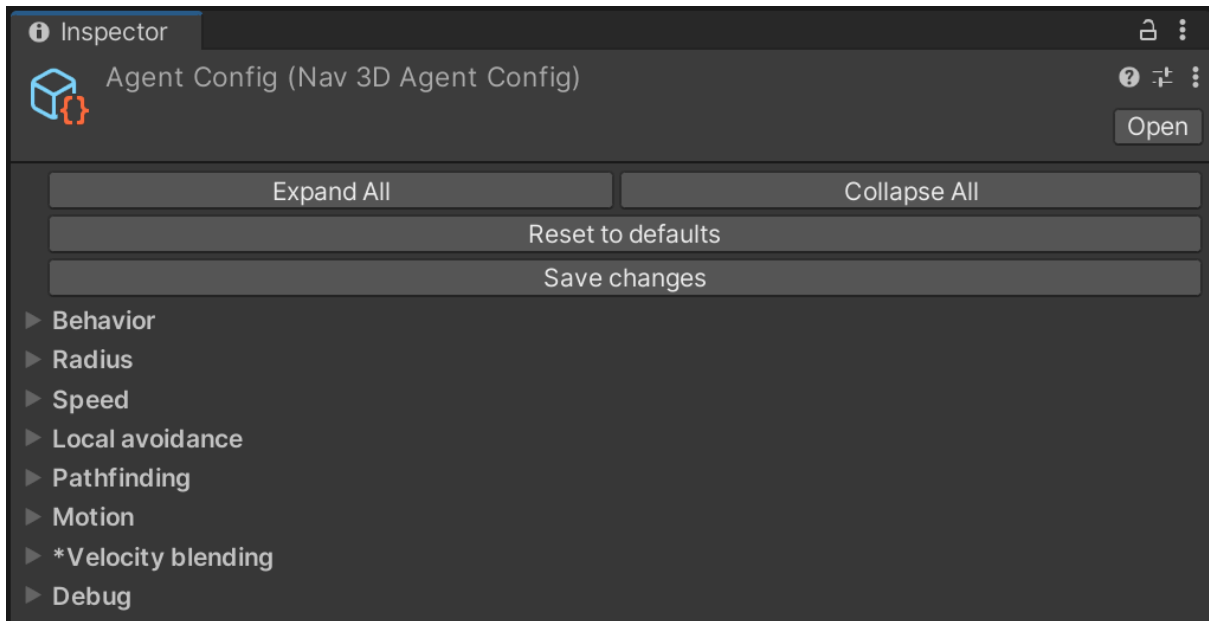 Inspector
Agent Config (Nav 3D Agent Config)
Open
Expand All
Collapse All
Reset to defaults
Save changes
Behavior
Radius
Speed
Local avoidance
Pathfinding
Motion
*Velocity blending
Debug